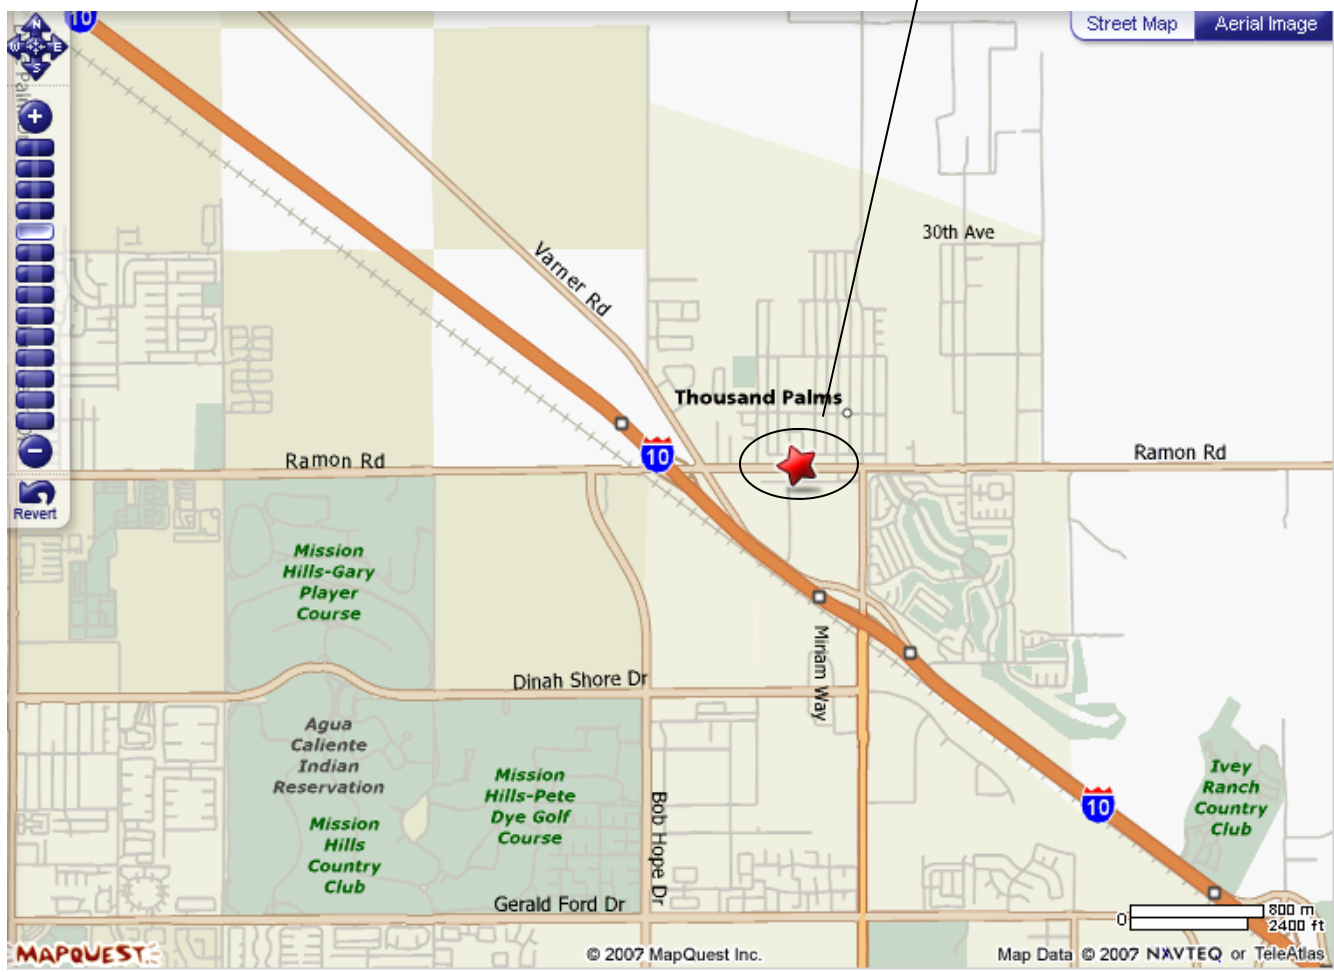 10
Street Map
Aerial Image
N
W
E
S
+
30th Ave
Varner Rd
Thousand Palms
10
Ramon Rd
Ramon Rd
−
Revert
Mission
Hills-Gary
Player
Course
Miriam Way
Dinah Shore Dr
Agua
Caliente
Indian
Reservation
Mission
Hills-Pete
Dye Golf
Course
Ivey
Ranch
Country
Club
10
Bob Hope Dr
Mission
Hills
Country
Club
Gerald Ford Dr
0
800 m
2400 ft
MAPQUEST
© 2007 MapQuest Inc.
Map Data © 2007 NAVTEQ or TeleAtlas